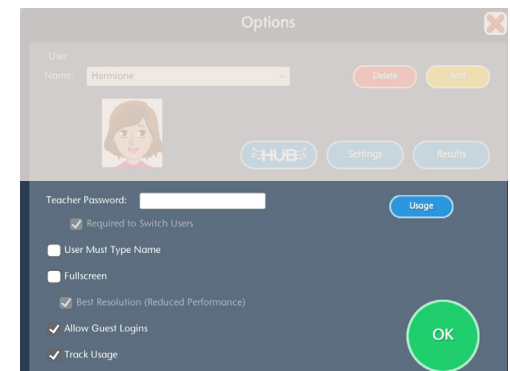 Options
User
Name: Hermione
Delete
Add
HUB
Settings
Results
Teacher Password:
Usage
Required to Switch Users
User Must Type Name
Fullscreen
Best Resolution (Reduced Performance)
Allow Guest Logins
OK
Track Usage